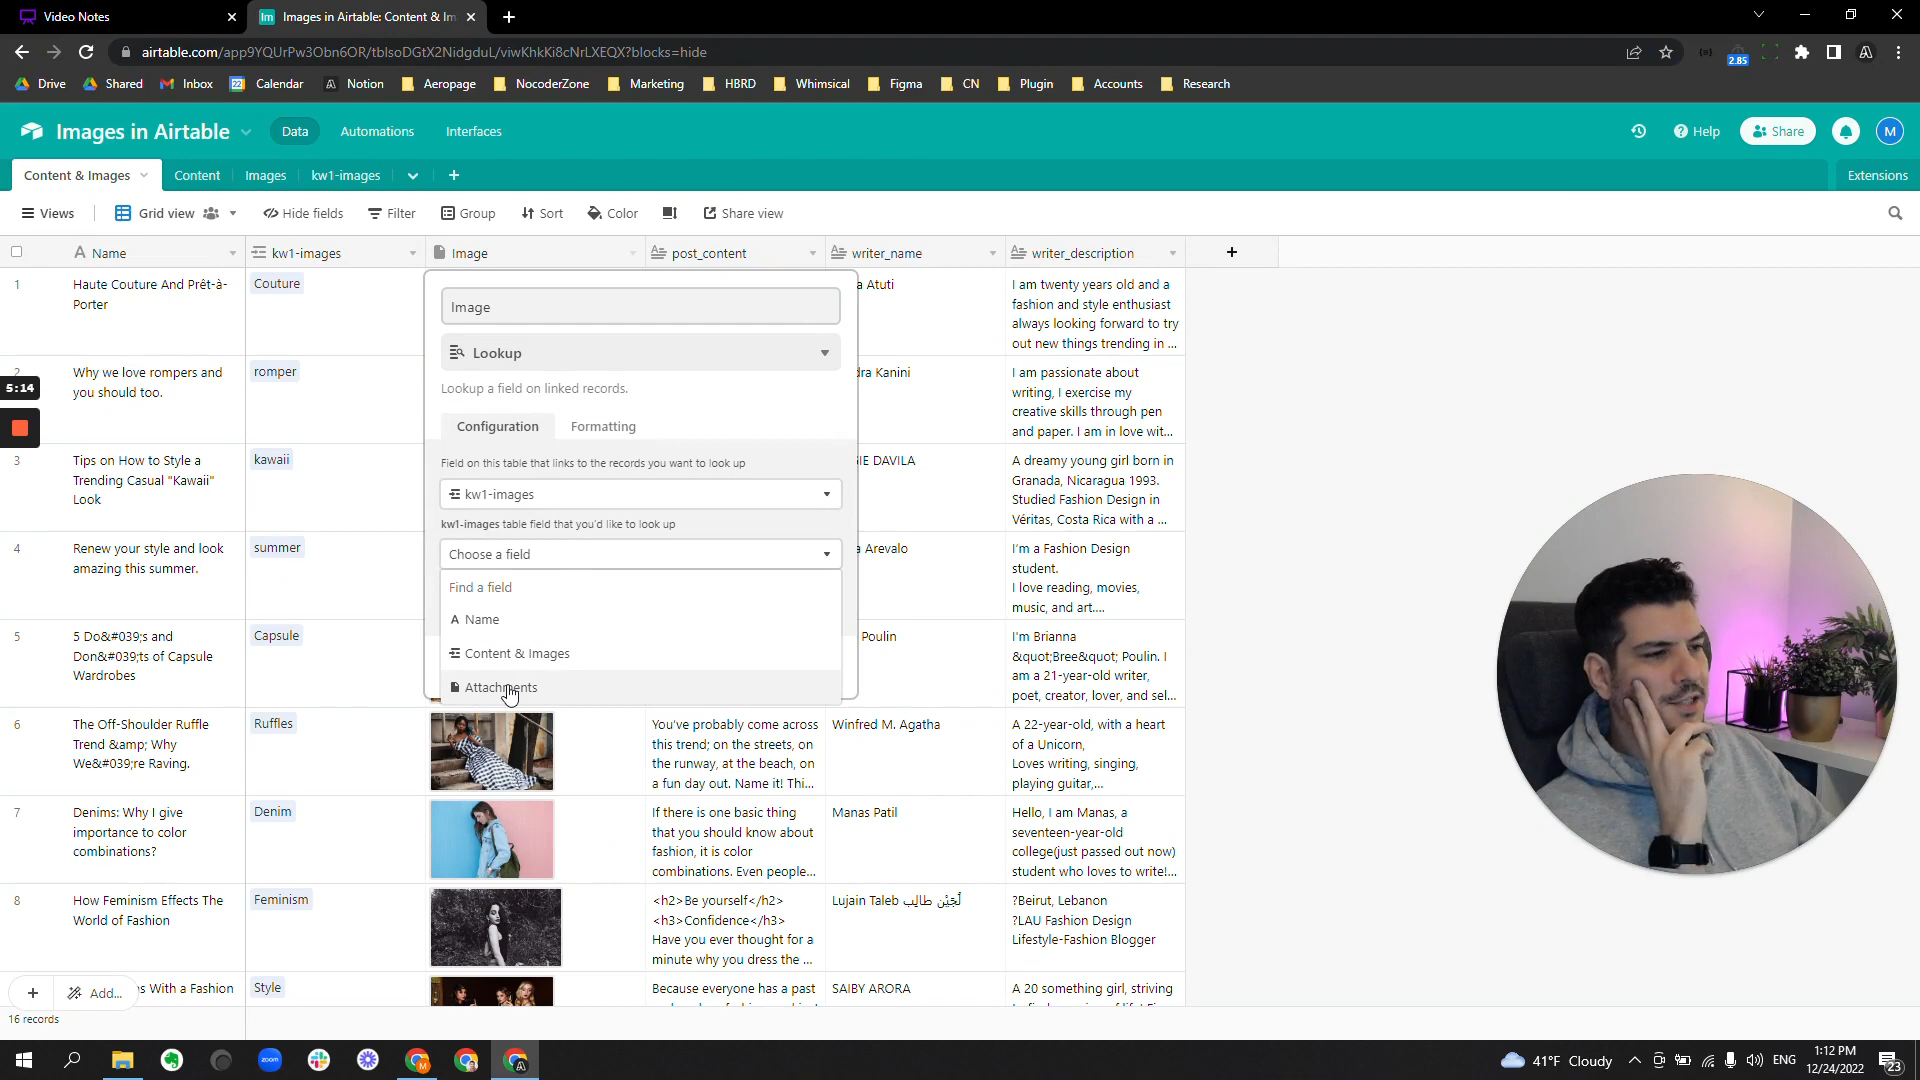 Video Notes
Images in Airtable: Content & Im
airtable.com/app9YQUrPw3Obn6OR/tblsoDGtX2NidgduL/viwKhkKi8cNrLXEQX?blocks=hide
2.85
Drive
Shared
Inbox
22
Calendar
Notion
Aeropage
NocoderZone
Marketing
HBRD
Whimsical
Figma
CN
Plugin
Accounts
Research
Images in Airtable
Data
Automations
Interfaces
Help
Share
M
Content & Images
Content
Images
kw1-images
Extensions
Views
Grid view
Hide fields
Filter
Group
Sort
Color
Share view
Name
kw1-images
Image
post_content
writer_name
writer_description
1
Haute Couture And Prêt-à-
Porter
Couture
Atuti
I am twenty years old and a
fashion and style enthusiast
always looking forward to try
out new things trending in ...
2
Why we love rompers and
you should too.
romper
Kanini
I am passionate about
writing, I exercise my
creative skills through pen
and paper. I am in love wit...
3
Tips on How to Style a
Trending Casual "Kawaii"
Look
kawaii
DAVILA
A dreamy young girl born in
Granada, Nicaragua 1993.
Studied Fashion Design in
Véritas, Costa Rica with a ...
4
Renew your style and look
amazing this summer.
summer
Arevalo
I'm a Fashion Design
student.
I love reading, movies,
music, and art....
5
5 Do&#039;s and
Don&#039;ts of Capsule
Wardrobes
Capsule
Poulin
I'm Brianna
&quot;Bree&quot; Poulin. I
am a 21-year-old writer,
poet, creator, lover, and sel...
6
The Off-Shoulder Ruffle
Trend &amp; Why
We&#039;re Raving.
Ruffles
You've probably come across
this trend; on the streets, on
the runway, at the beach, on
a fun day out. Name it! Thi...
Winfred M. Agatha
A 22-year-old, with a heart
of a Unicorn,
Loves writing, singing,
playing guitar,...
7
Denims: Why I give
importance to color
combinations?
Denim
If there is one basic thing
that you should know about
fashion, it is color
combinations. Even people...
Manas Patil
Hello, I am Manas, a
seventeen-year-old
college(just passed out now)
student who loves to write!...
8
How Feminism Effects The
World of Fashion
Feminism
<h2>Be yourself</h2>
<h3>Confidence</h3>
Have you ever thought for a
minute why you dress the ...
Lujain Taleb لُجَيْن طالِب
?Beirut, Lebanon
?LAU Fashion Design
Lifestyle-Fashion Blogger
s With a Fashion
Style
Because everyone has a past
SAIBY ARORA
A 20 something girl, striving
Image
Lookup
Lookup a field on linked records.
Configuration
Formatting
Field on this table that links to the records you want to look up
kw1-images
kw1-images table field that you'd like to look up
Choose a field
Find a field
Name
Content & Images
Attachments
5:14
Add...
16 records
zoom
M
41°F Cloudy
ENG
1:12 PM
12/24/2022
23